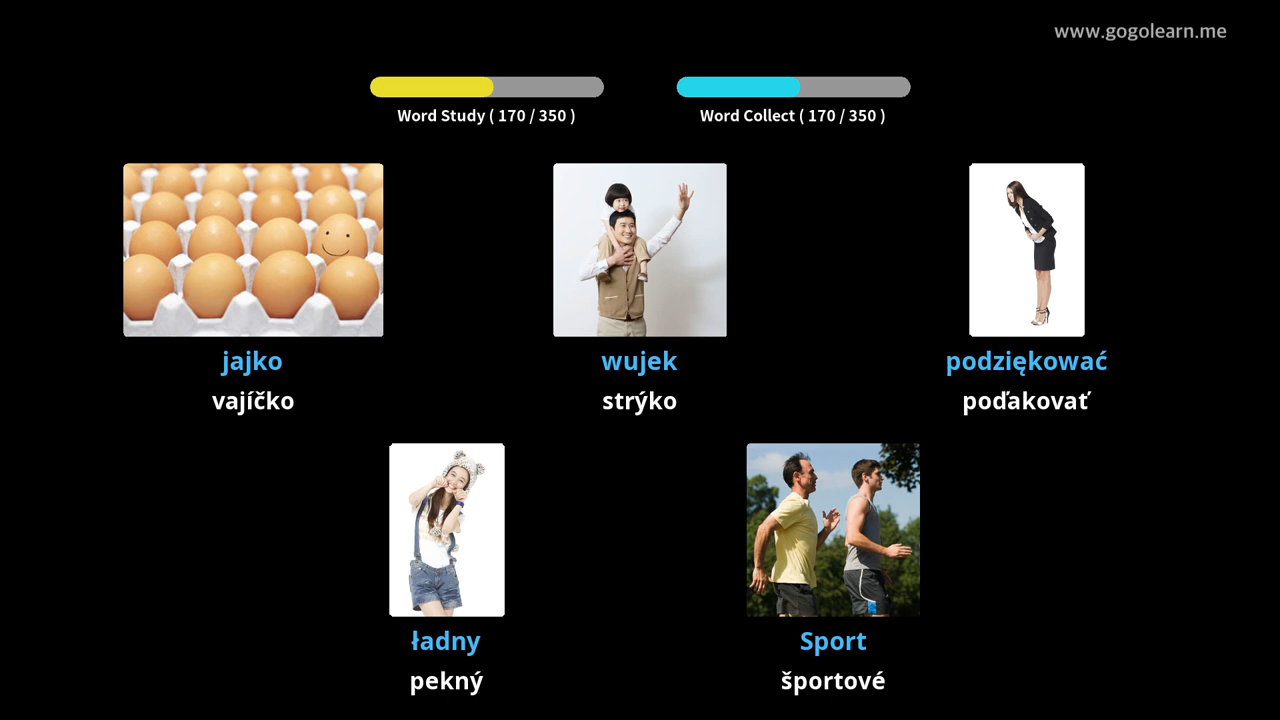 www.gogolearn.me
Word Study ( 170 / 350 )
Word Collect ( 170 / 350 )
jajko
wujek
podziękować
vajíčko
strýko
poďakovať
ładny
Sport
pekný
športové